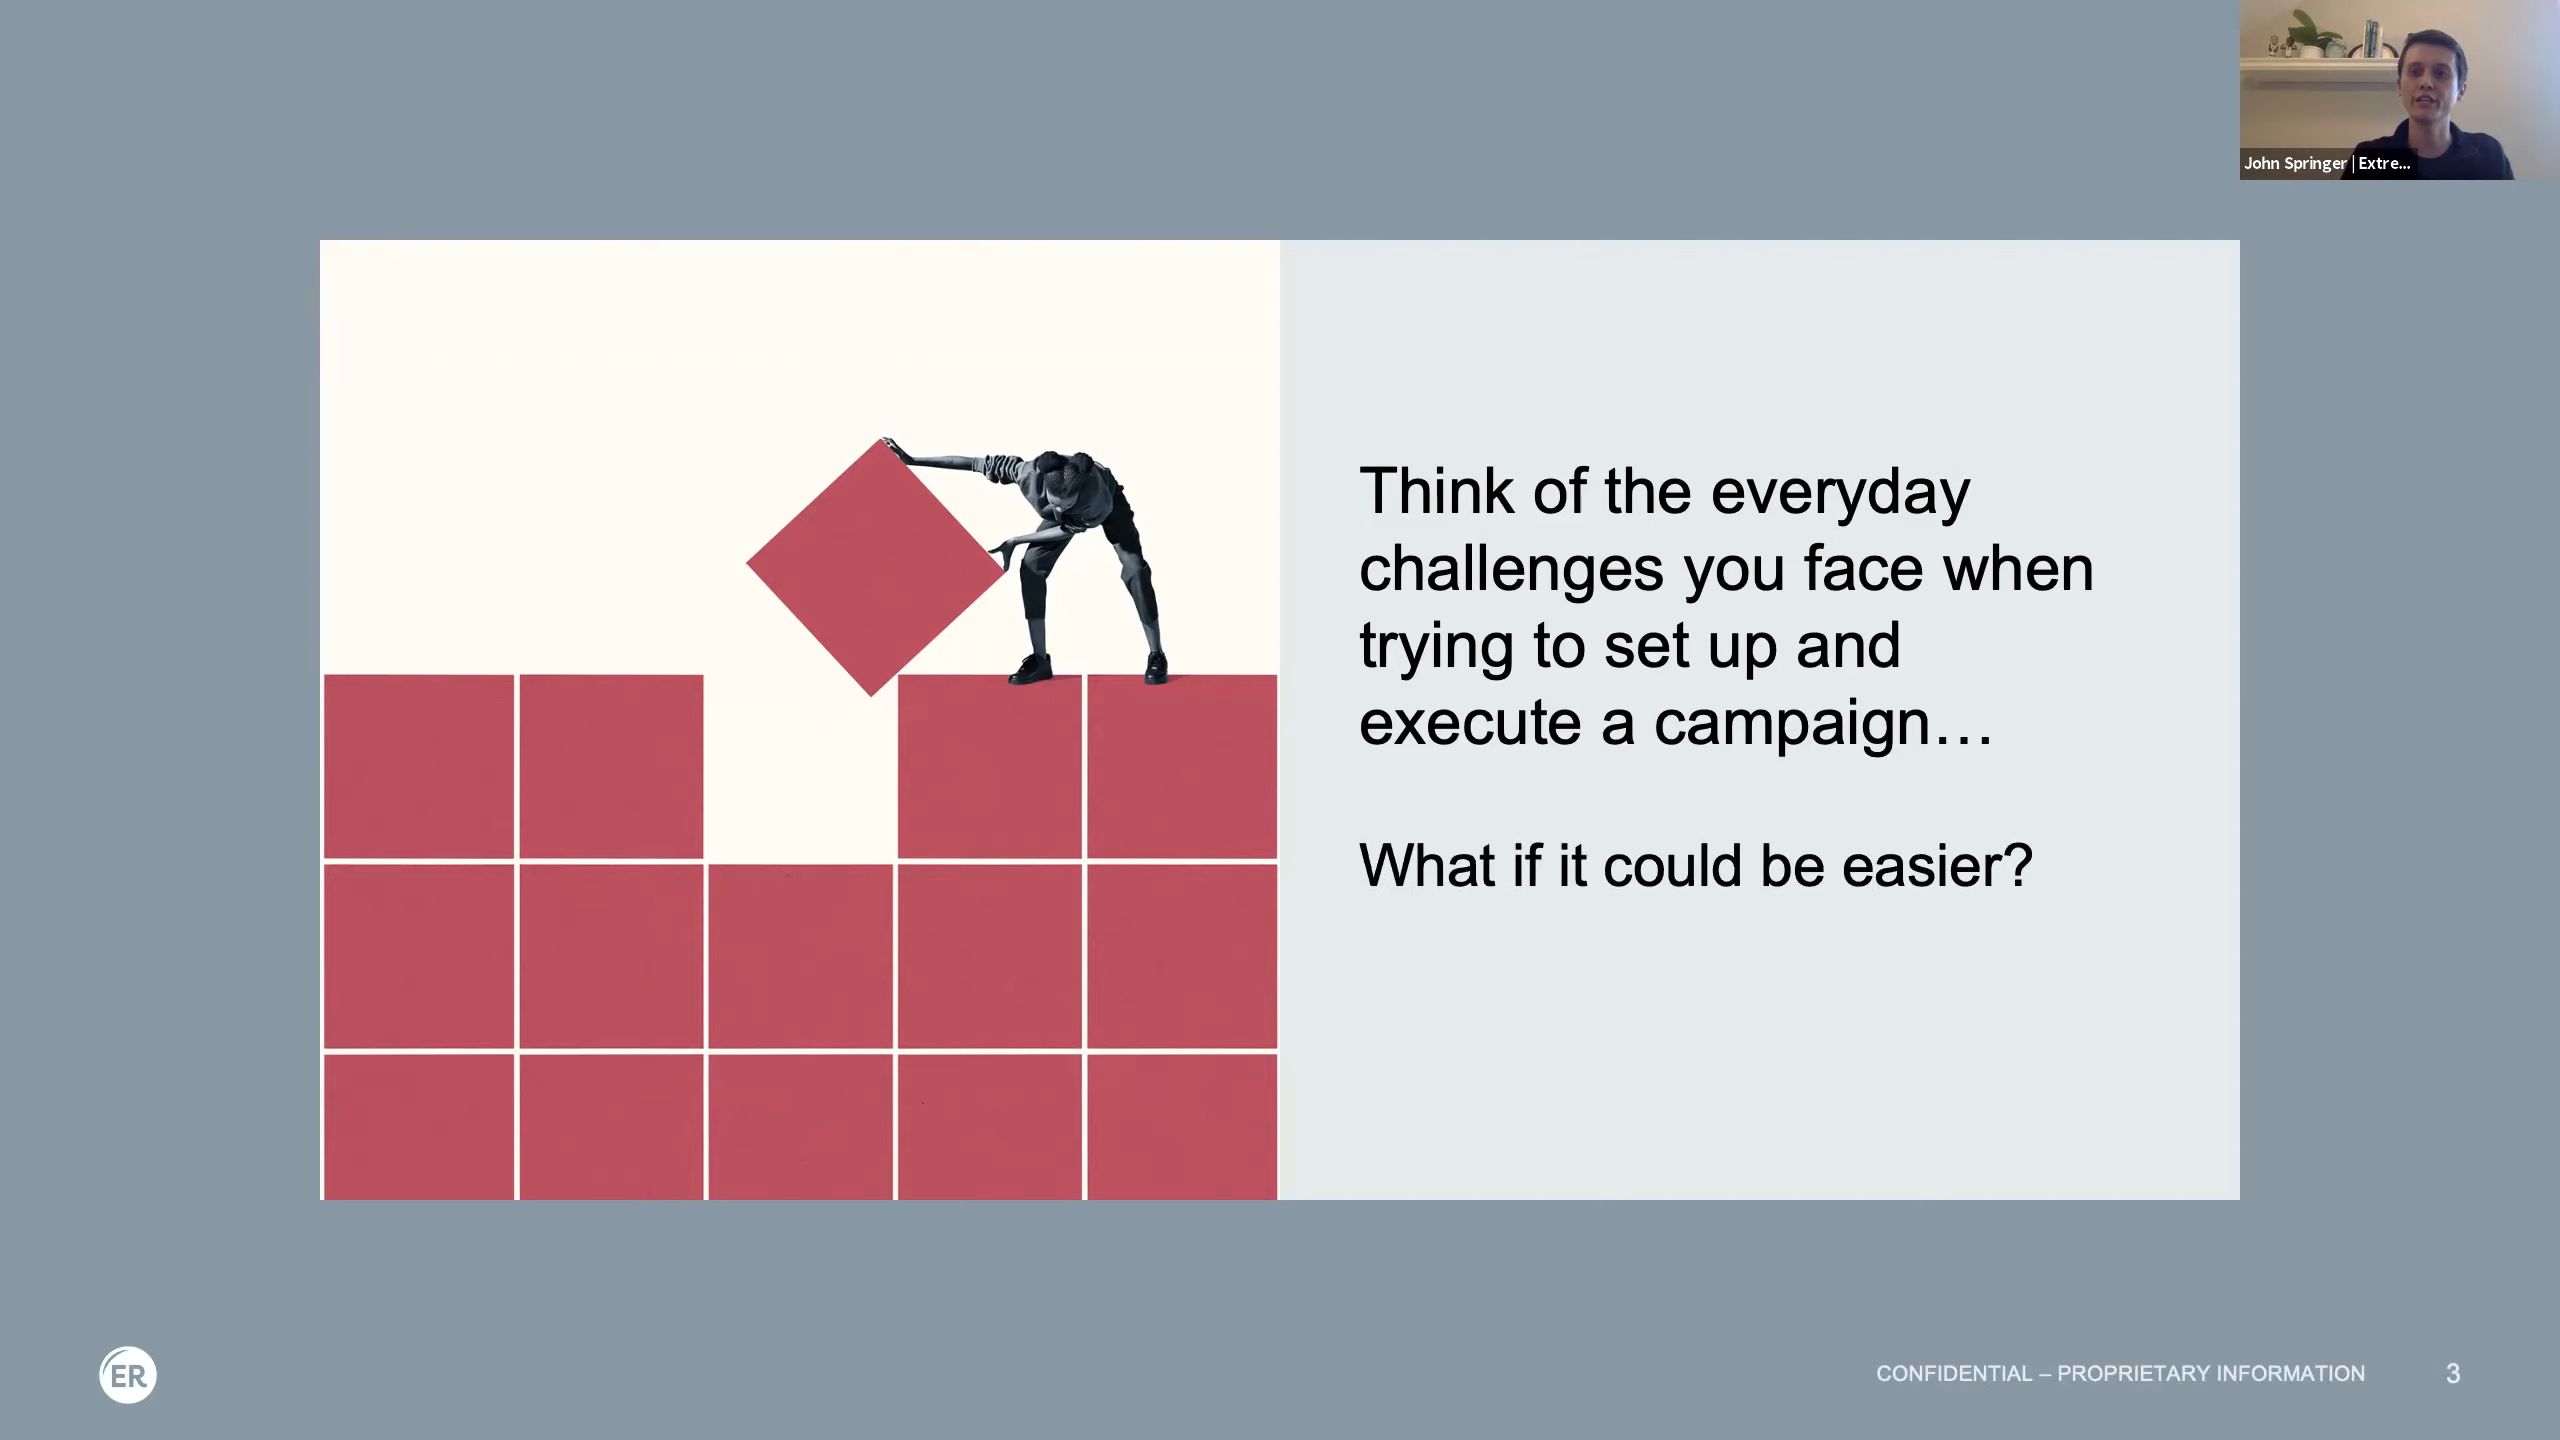 John Springer | Extre...
Think of the everyday
challenges you face when
trying to set up and
execute a campaign…
What if it could be easier?
ER
CONFIDENTIAL – PROPRIETARY INFORMATION
3